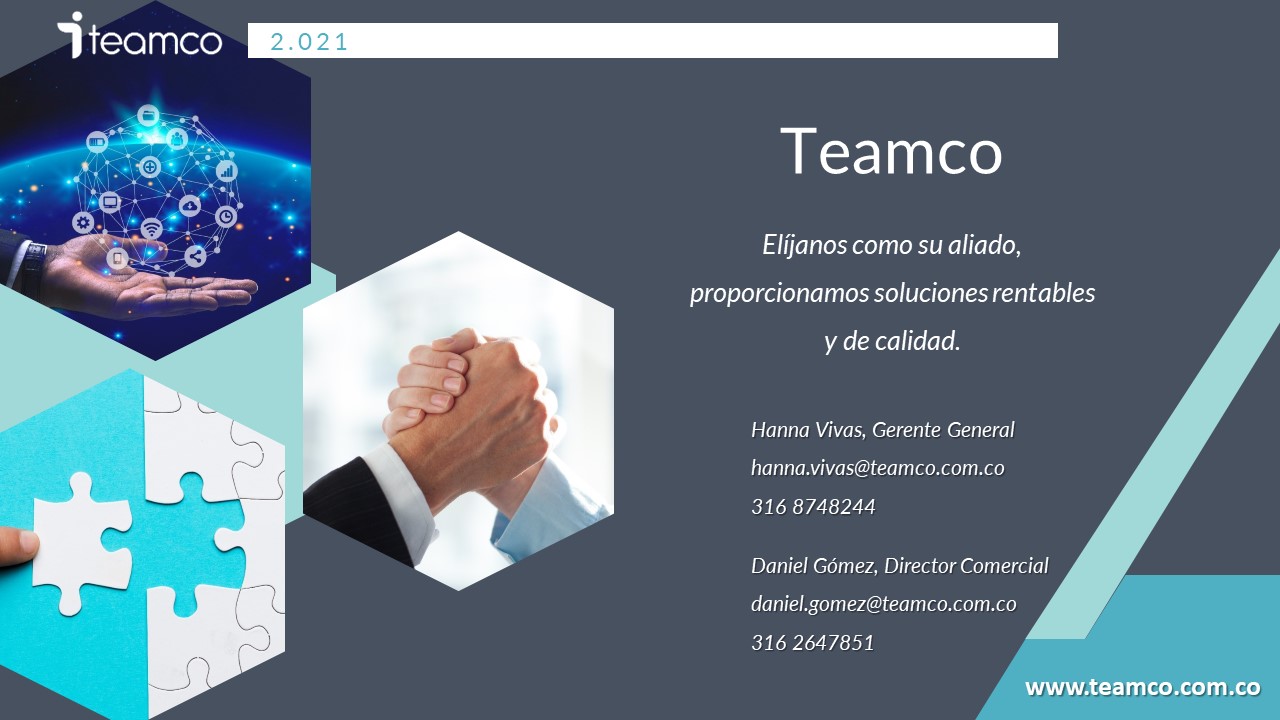 teamco
2.021
Teamco
Elíjanos como su aliado,
proporcionamos soluciones rentables
y de calidad.
Hanna Vivas, Gerente General
hanna.vivas@teamco.com.co
316 8748244
Daniel Gómez, Director Comercial
daniel.gomez@teamco.com.co
316 2647851
www.teamco.com.co